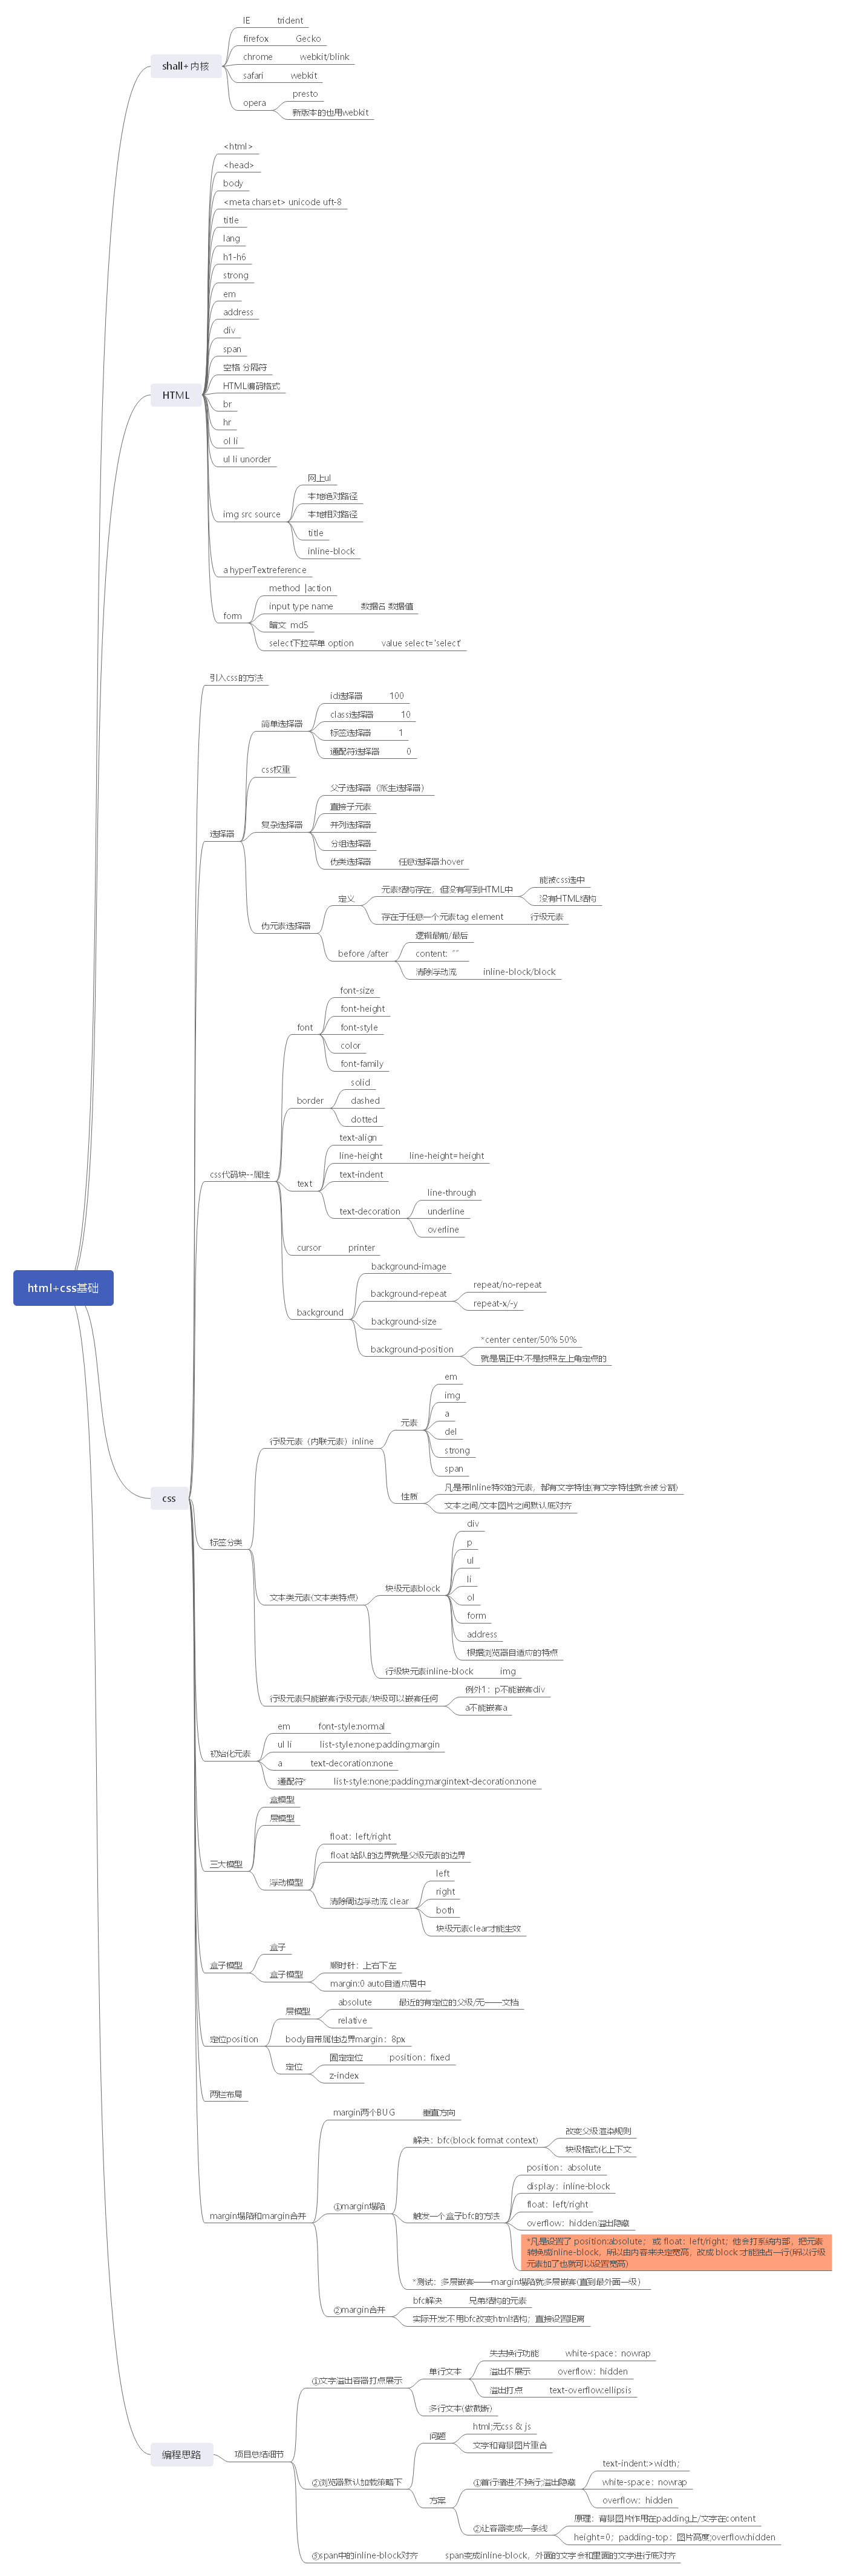 html+css基础
shall+ 内核
IE trident
firefox Gecko
chrome webkit/blink
safari webkit
opera
presto
新版本的也用webkit
HTML
<html>
<head>
body
<meta charset> unicode uft-8
title
lang
h1-h6
strong
em
address
div
span
空格 分隔符
HTML编码格式
br
hr
ol li
ul li unorder
img src source
网上ul
本地绝对路径
本地相对路径
title
inline-block
a hyperTextreference
form
method |action
input type name 数据名 数据值
暗文 md5
select下拉菜单 option value select='select'
css
引入css的方法
选择器
简单选择器
id选择器 100
class选择器 10
标签选择器 1
通配符选择器 0
css权重
复杂选择器
父子选择器（派生选择器）
直接子元素
并列选择器
分组选择器
伪类选择器 任意选择器:hover
伪元素选择器
定义
元素结构存在，但没有写到HTML中
能被css选中
没有HTML结构
存在于任意一个元素tag element 行级元素
before /after
逻辑最前/最后
content：""
清除浮动流 inline-block/block
css代码块--属性
font
font-size
font-height
font-style
color
font-family
border
solid
dashed
dotted
text
text-align
line-height line-height=height
text-indent
text-decoration
line-through
underline
overline
cursor printer
background
background-image
background-repeat
repeat/no-repeat
repeat-x/-y
background-size
background-position
*center center/50% 50%
就是居正中:不是按照左上角定点的
标签分类
行级元素（内联元素）inline
元素
em
img
a
del
strong
span
性质
凡是带inline特效的元素，都有文字特性(有文字特性就会被分割)
文本之间/文本图片之间默认底对齐
文本类元素(文本类特点)
块级元素block
div
p
ul
li
ol
form
address
根据浏览器自适应的特点
行级块元素inline-block img
行级元素只能嵌套行级元素/块级可以嵌套任何
例外1：p不能嵌套div
a不能嵌套a
初始化元素
em font-style:normal
ul li list-style:none;padding;margin
a text-decoration:none
通配符* list-style:none;padding;margintext-decoration:none
三大模型
盒模型
层模型
浮动模型
float：left/right
float 站队的边界就是父级元素的边界
清除周边浮动流 clear
left
right
both
块级元素clear才能生效
盒子模型
盒子
盒子模型
顺时针：上右下左
margin:0 auto自适应居中
定位position
层模型
absolute 最近的有定位的父级/无——文档
relative
body自带属性边界margin：8px
定位
固定定位 position：fixed
z-index
两栏布局
margin塌陷和margin合并
margin两个BUG 垂直方向
①margin塌陷
解决：bfc(block format context)
改变父级渲染规则
块级格式化上下文
触发一个盒子bfc的方法
position：absolute
display：inline-block
float：left/right
overflow：hidden溢出隐藏
*凡是设置了 position:absolute； 或 float：left/right；他会打系统内部，把元素
转换成inline-block，所以由内容来决定宽高，改成 block 才能独占一行(所以行级
元素加了也就可以设置宽高)
*测试：多层嵌套——margin塌陷就多层嵌套(直到最外面一级）
②margin合并
bfc解决 兄弟结构的元素
实际开发:不用bfc改变html结构；直接设置距离
编程思路
项目总结细节
①文字溢出容器打点展示
单行文本
失去换行功能 white-space：nowrap
溢出不展示 overflow：hidden
溢出打点 text-overflow:ellipsis
多行文本(做截断)
②浏览器默认加载策略下
问题
html;无css & js
文字和背景图片重合
方案
①首行缩进;不换行;溢出隐藏
text-indent:>width；
white-space：nowrap
overflow：hidden
②让容器变成一条线
原理：背景图片作用在padding上/文字在content
height=0；padding-top：图片高度;overflow:hidden
③span中的inline-block对齐 span变成inline-block，外面的文字会和里面的文字进行底对齐